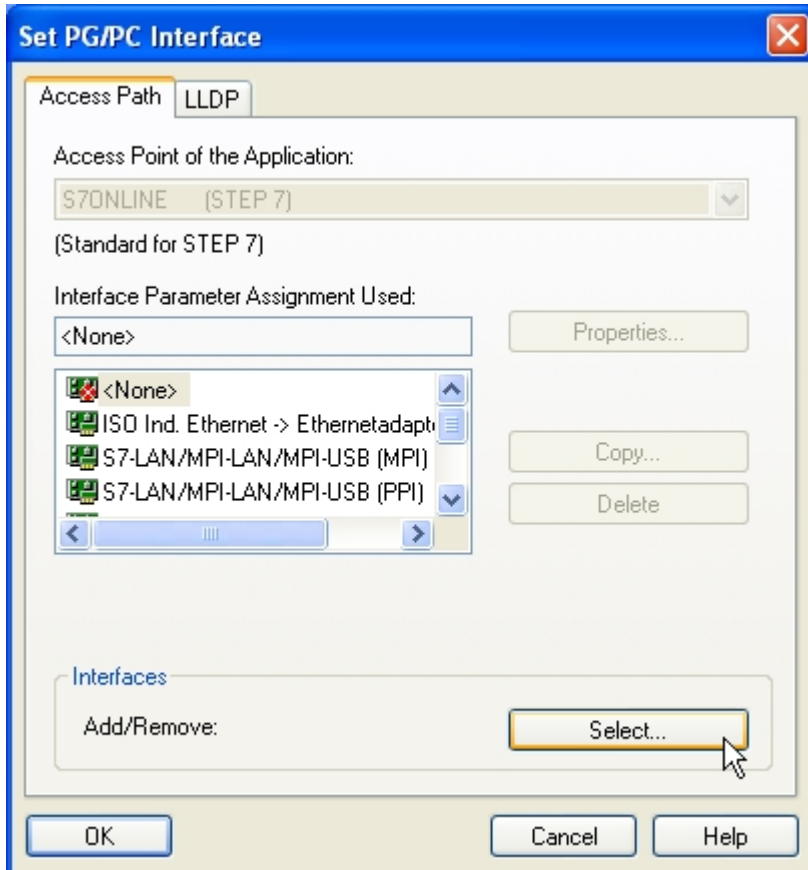 Set PG/PC Interface
Access Path
LLDP
Access Point of the Application:
S7ONLINE (STEP 7)
(Standard for STEP 7)
Interface Parameter Assignment Used:
<None>
Properties...
<None>
ISO Ind. Ethernet -> Ethernetadapt
S7-LAN/MPI-LAN/MPI-USB (MPI)
S7-LAN/MPI-LAN/MPI-USB (PPI)
Copy...
Delete
Interfaces
Add/Remove:
Select...
OK
Cancel
Help